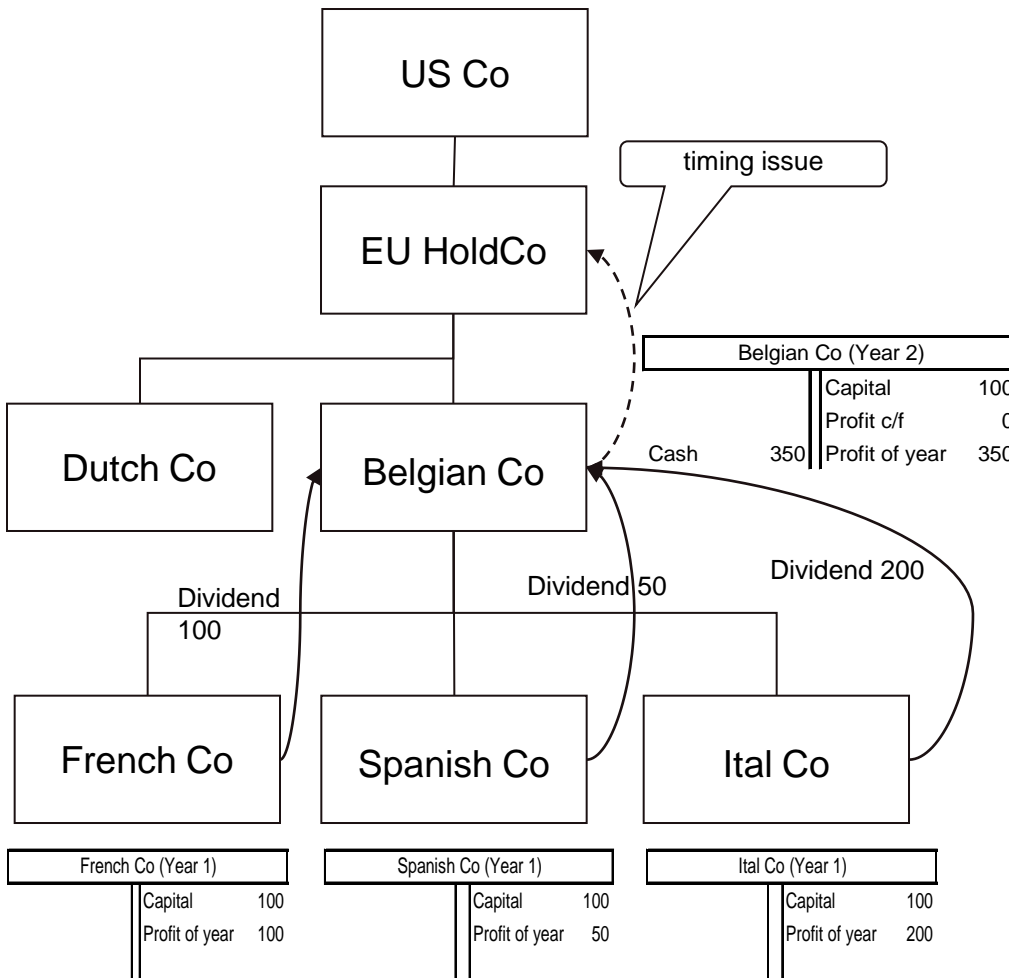 US Co
timing issue
EU HoldCo
Belgian Co (Year 2)
Capital 100
Profit c/f 0
Cash 350 Profit of year 350
Dutch Co
Belgian Co
Dividend
100
Dividend 50
Dividend 200
French Co
Spanish Co
Ital Co
French Co (Year 1)
Capital 100
Profit of year 100
Spanish Co (Year 1)
Capital 100
Profit of year 50
Ital Co (Year 1)
Capital 100
Profit of year 200